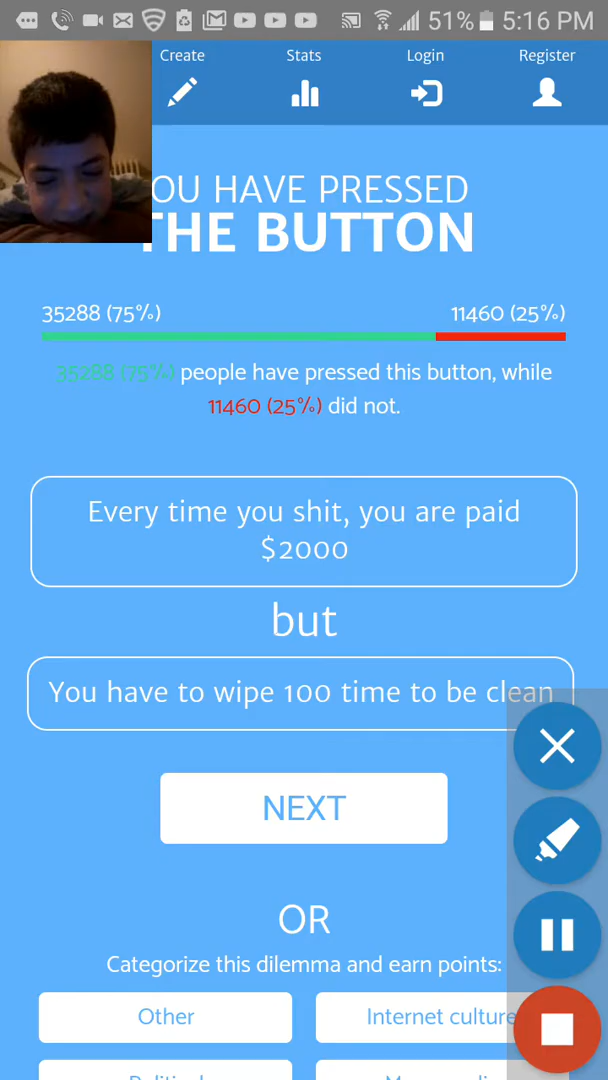 51% 5:16 PM
Create Stats Login Register
OU HAVE PRESSED
THE BUTTON
35288 (75%) 11460 (25%)
35288 (75%) people have pressed this button, while
11460 (25%) did not.
Every time you shit, you are paid
$2000
but
You have to wipe 100 time to be clean
NEXT
OR
Categorize this dilemma and earn points:
Other Internet culture